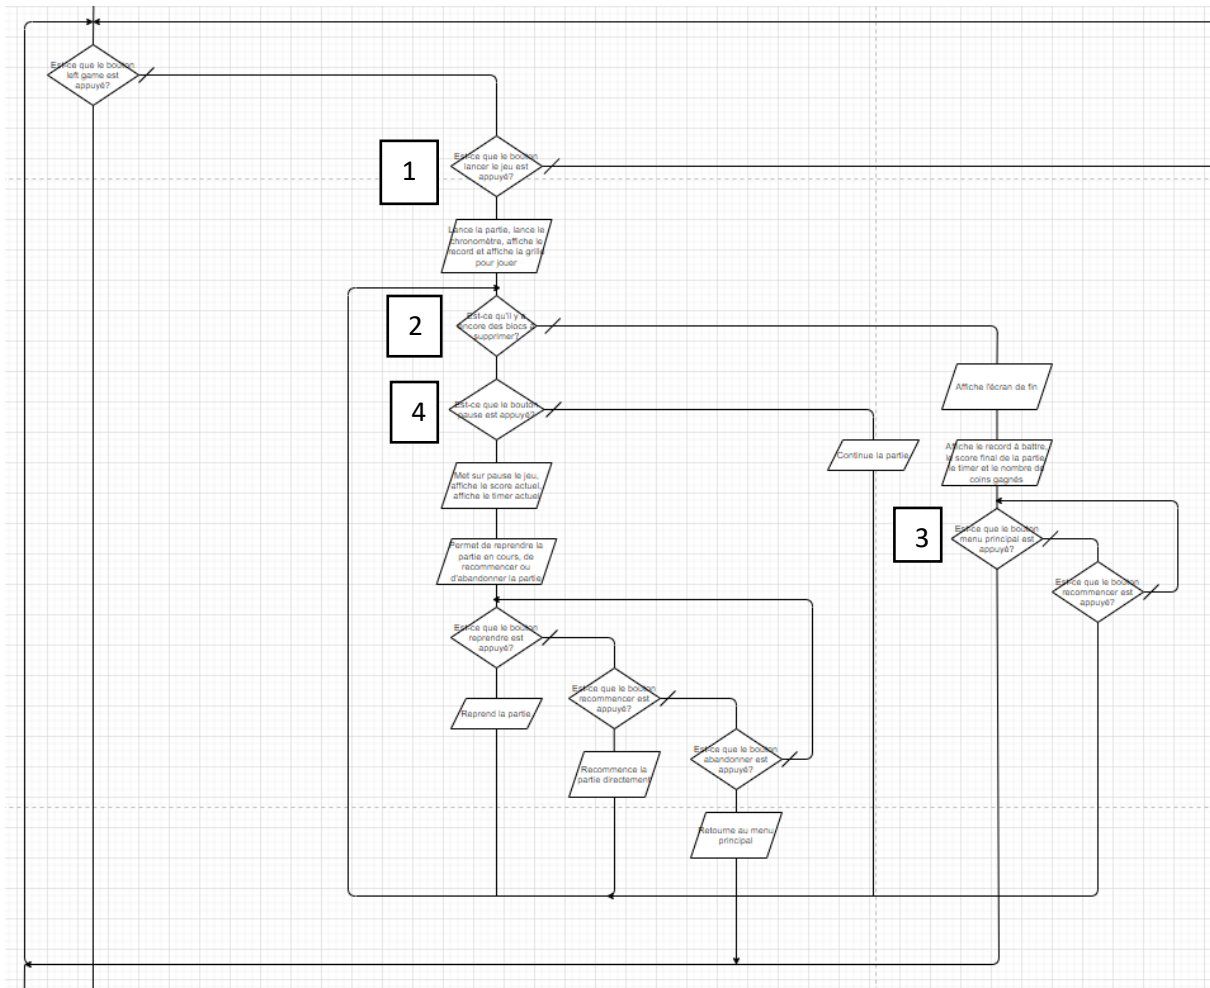 Est-ce que le bouton
left game est
appuyé?
1
Est-ce que le bouton
lancer le jeu est
appuyé?
Lance la partie, lance le
chronomètre, affiche le
record et affiche la grille
pour jouer
2
Est-ce qu'il y a
encore des blocs à
supprimer?
4
Est-ce que le bouton
pause est appuyé?
Continue la partie
Affiche l'écran de fin
Affiche le record à battre,
le score final de la partie,
le timer et le nombre de
coins gagnés
Met sur pause le jeu,
affiche le score actuel,
affiche le timer actuel
3
Est-ce que le bouton
menu principal est
appuyé?
Est-ce que le bouton
recommencer est
appuyé?
Permet de reprendre la
partie en cours, de
recommencer ou
d'abandonner la partie
Est-ce que le bouton
reprendre est
appuyé?
Reprend la partie
Est-ce que le bouton
recommencer est
appuyé?
Recommence la
partie directement
Est-ce que le bouton
abandonner est
appuyé?
Retourne au menu
principal